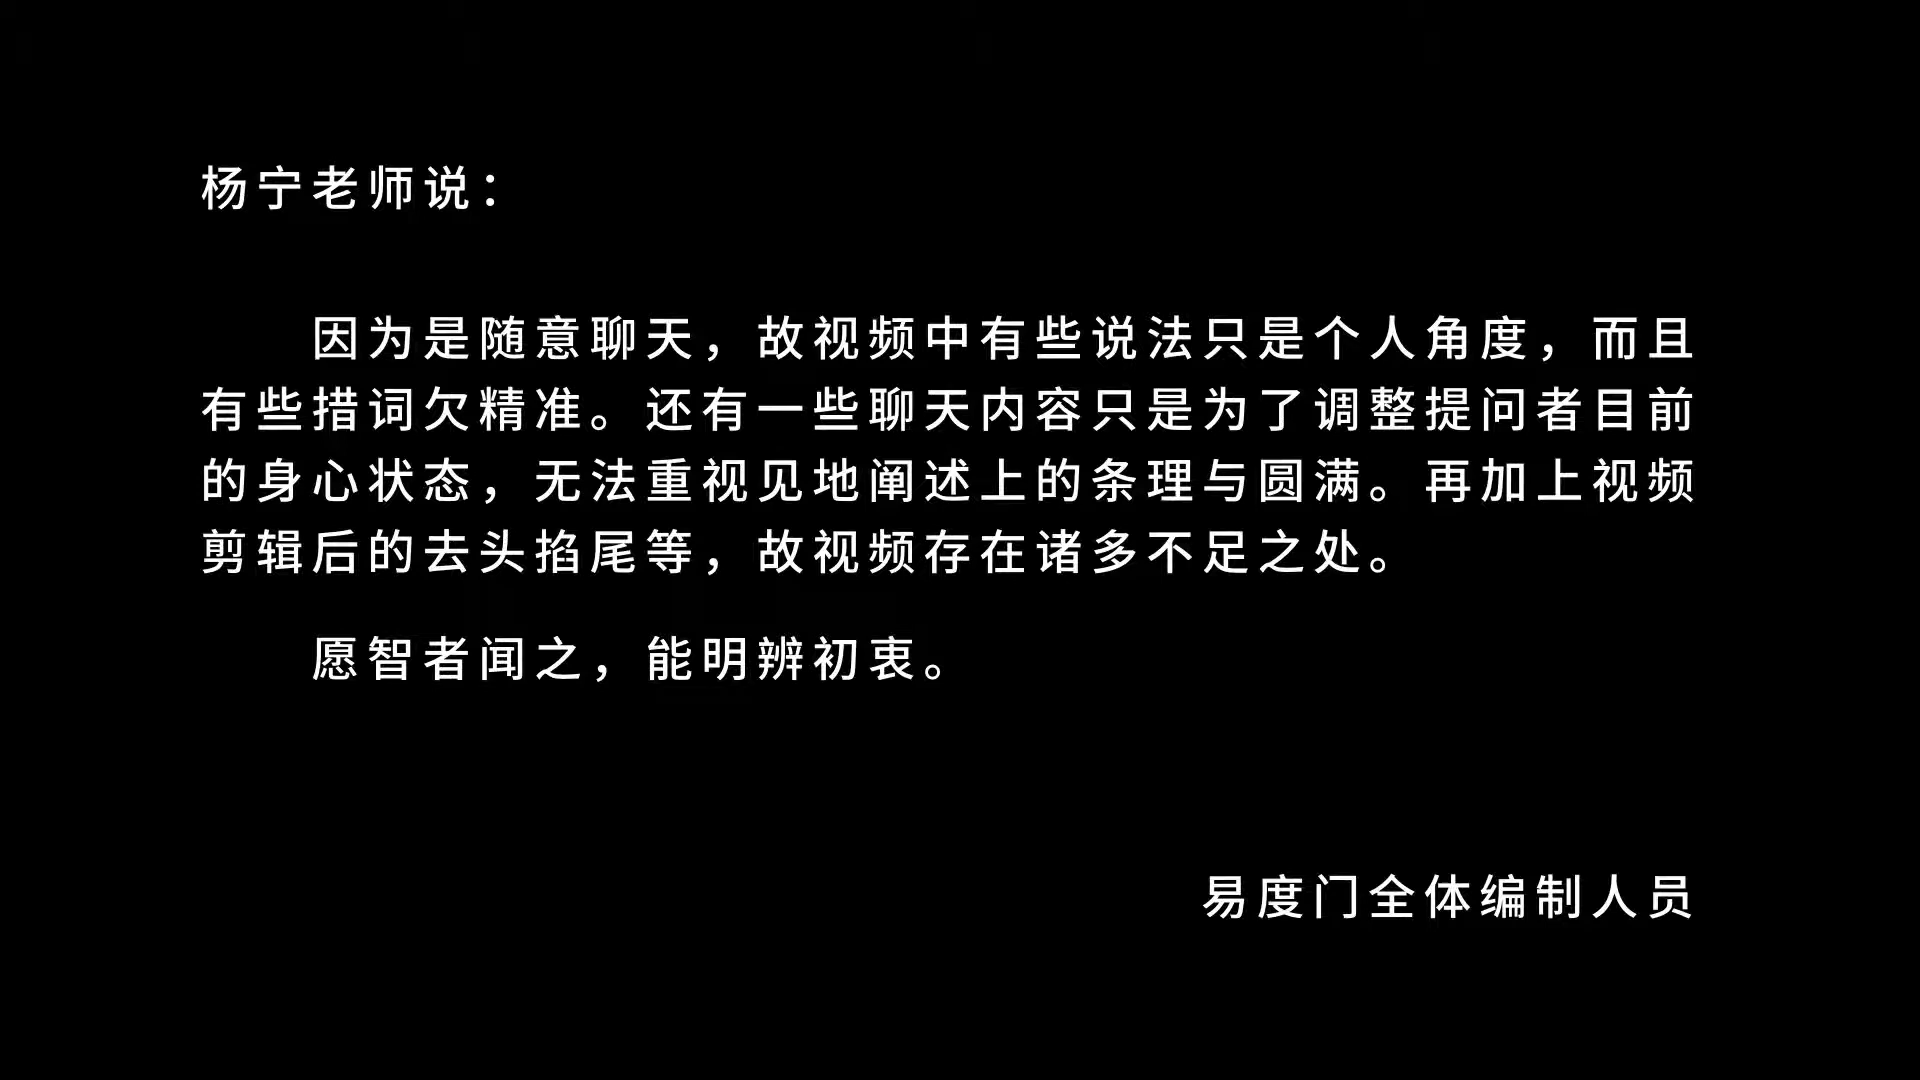 杨宁老师说：
因为是随意聊天，故视频中有些说法只是个人角度，而且
有些措词欠精准。还有一些聊天内容只是为了调整提问者目前
的身心状态，无法重视见地阐述上的条理与圆满。再加上视频
剪辑后的去头掐尾等，故视频存在诸多不足之处。
愿智者闻之，能明辨初衷。
易度门全体编制人员